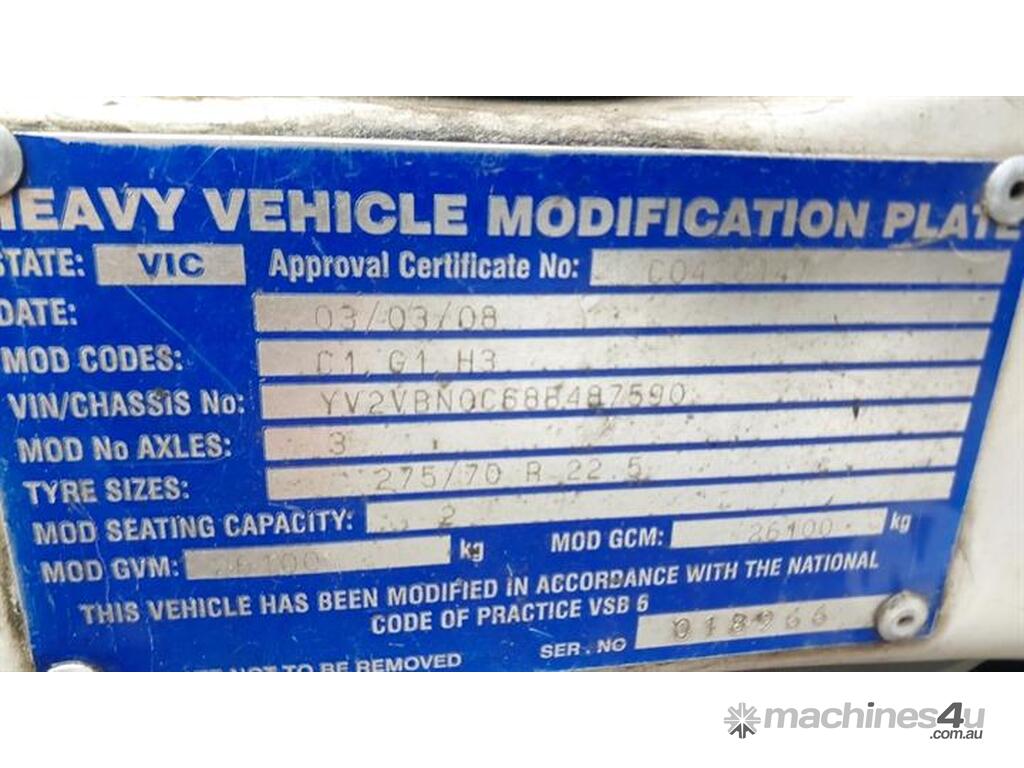 HEAVY VEHICLE MODIFICATION PLATE
STATE: VIC Approval Certificate No:
DATE: 03/03/08
MOD CODES: C1, G1, H3
VIN/CHASSIS No:
MOD No AXLES: 3
TYRE SIZES: 275/70 R 22.5
MOD SEATING CAPACITY: 2
MOD GVM: 26100 kg MOD GCM: 26100 kg
THIS VEHICLE HAS BEEN MODIFIED IN ACCORDANCE WITH THE NATIONAL
CODE OF PRACTICE VSB 6
NOT TO BE REMOVED SER. NO 018966
machines4u
.com.au